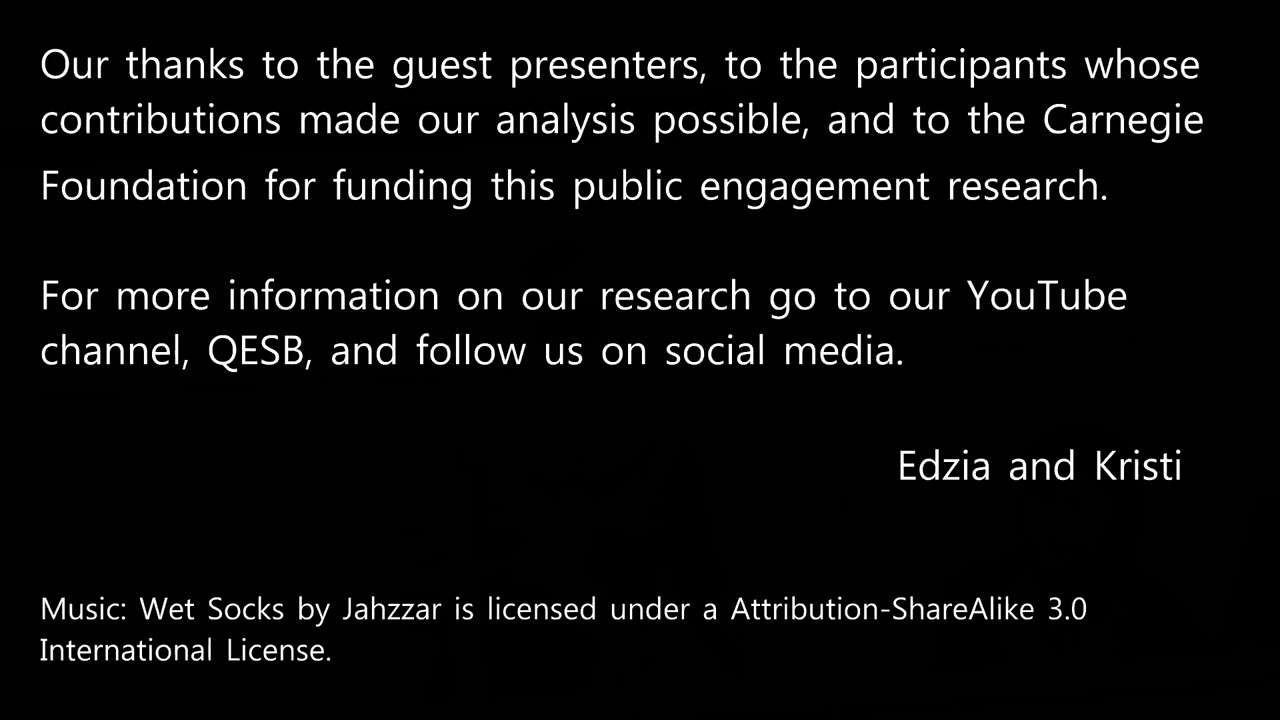 Our thanks to the guest presenters, to the participants whose
contributions made our analysis possible, and to the Carnegie
Foundation for funding this public engagement research.
For more information on our research go to our YouTube
channel, QESB, and follow us on social media.
Edzia and Kristi
Music: Wet Socks by Jahzzar is licensed under a Attribution-ShareAlike 3.0
International License.